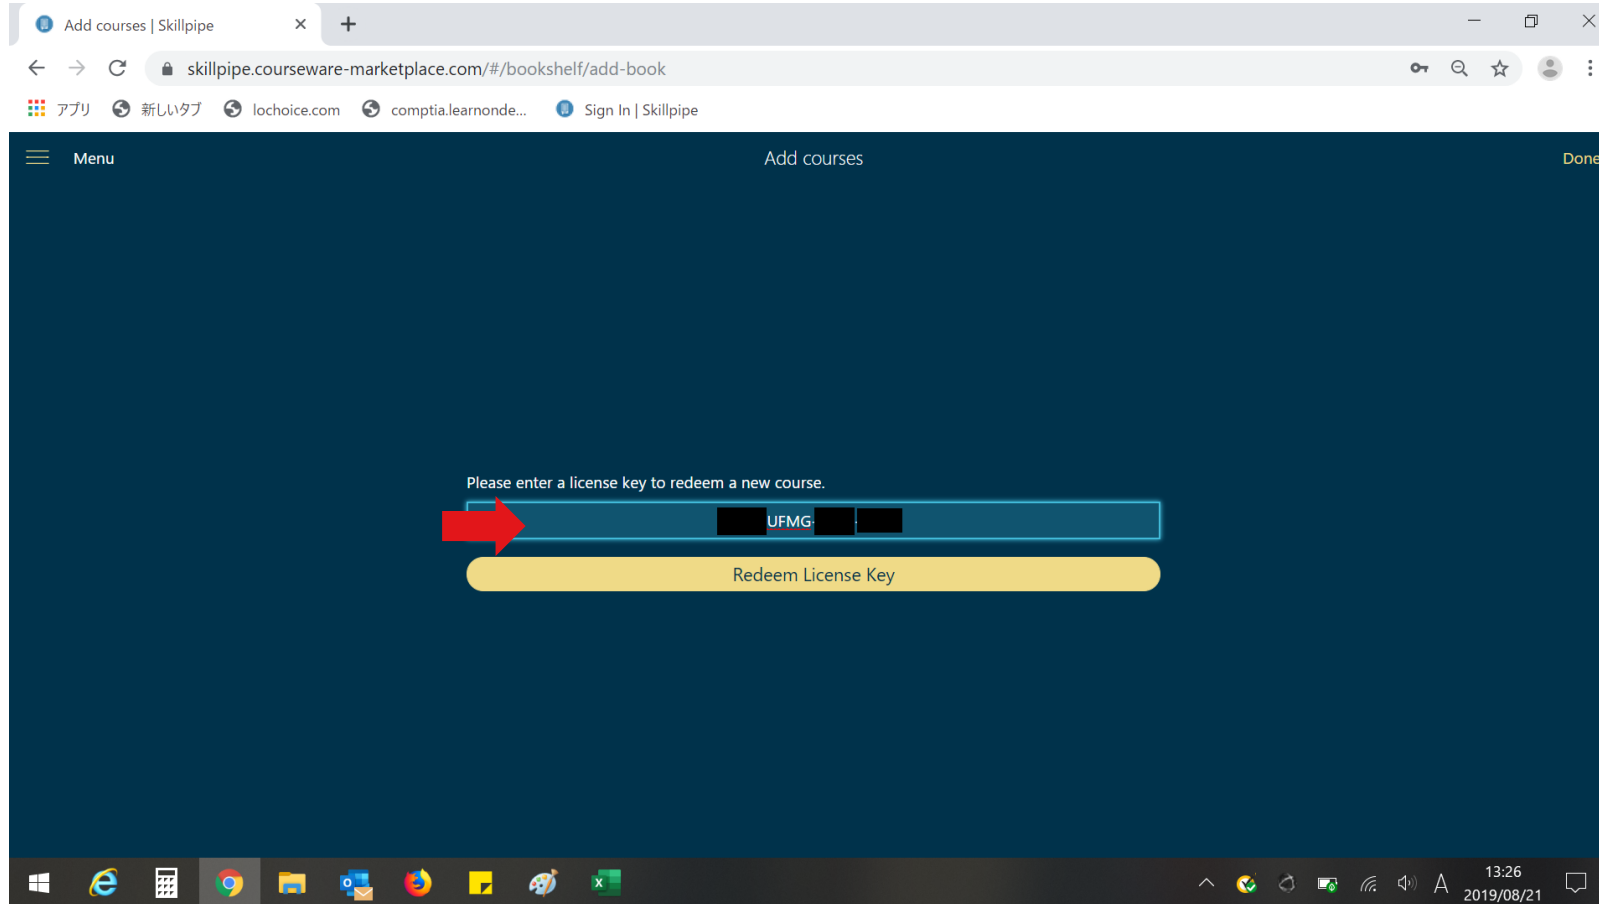 Add courses | Skillpipe
skillpipe.courseware-marketplace.com/#/bookshelf/add-book
アプリ 新しいタブ lochoice.com comptia.learnonde... Sign In | Skillpipe
Menu Add courses Done
Please enter a license key to redeem a new course.
UFMG-
Redeem License Key
A 13:26
2019/08/21